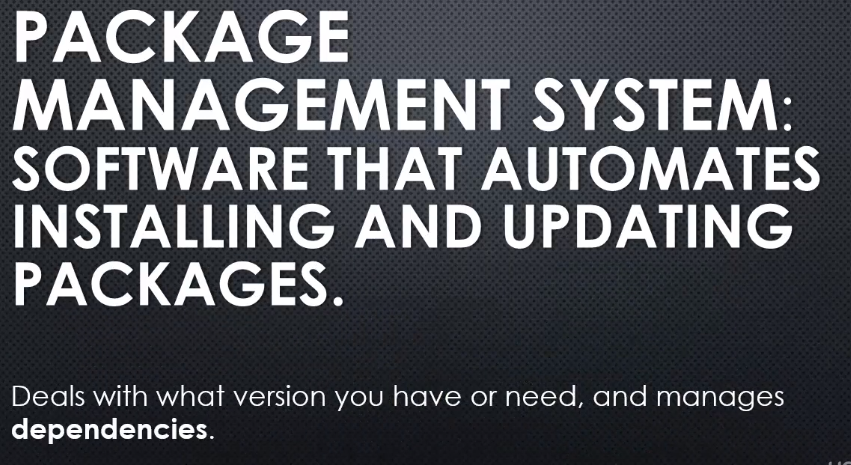 PACKAGE
MANAGEMENT SYSTEM:
SOFTWARE THAT AUTOMATES
INSTALLING AND UPDATING
PACKAGES.
Deals with what version you have or need, and manages
dependencies.